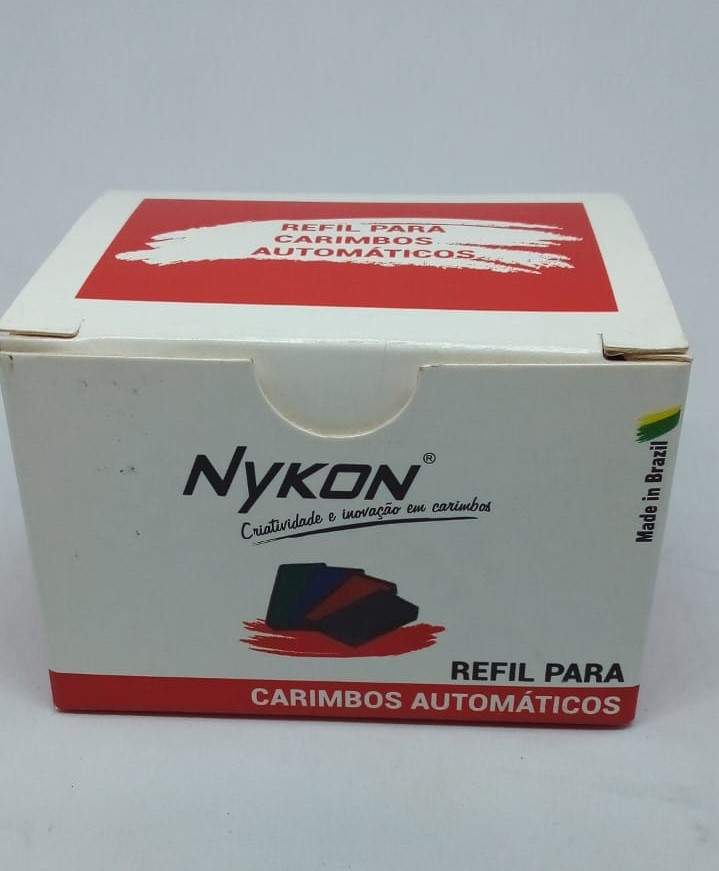 REFIL PARA
CARIMBOS
AUTOMÁTICOS
NYKON®
Criatividade e inovação em carimbos
Made in Brazil
REFIL PARA
CARIMBOS AUTOMÁTICOS